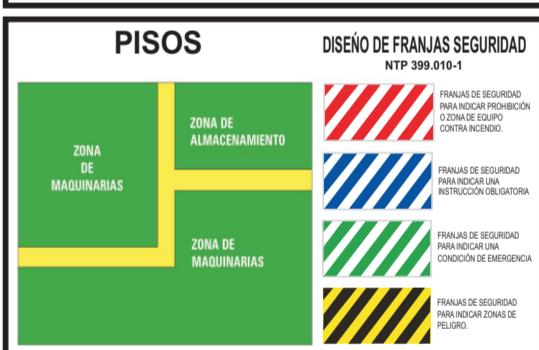 PISOS
ZONA
DE
MAQUINARIAS
ZONA DE
ALMACENAMIENTO
ZONA DE
MAQUINARIAS
DISEÑO DE FRANJAS SEGURIDAD
NTP 399.010-1
FRANJAS DE SEGURIDAD
PARA INDICAR PROHIBICIÓN
O ZONA DE EQUIPO
CONTRA INCENDIO.
FRANJAS DE SEGURIDAD
PARA INDICAR UNA
INSTRUCCIÓN OBLIGATORIA
FRANJAS DE SEGURIDAD
PARA INDICAR UNA
CONDICIÓN DE EMERGENCIA
FRANJAS DE SEGURIDAD
PARA INDICAR ZONAS DE
PELIGRO.